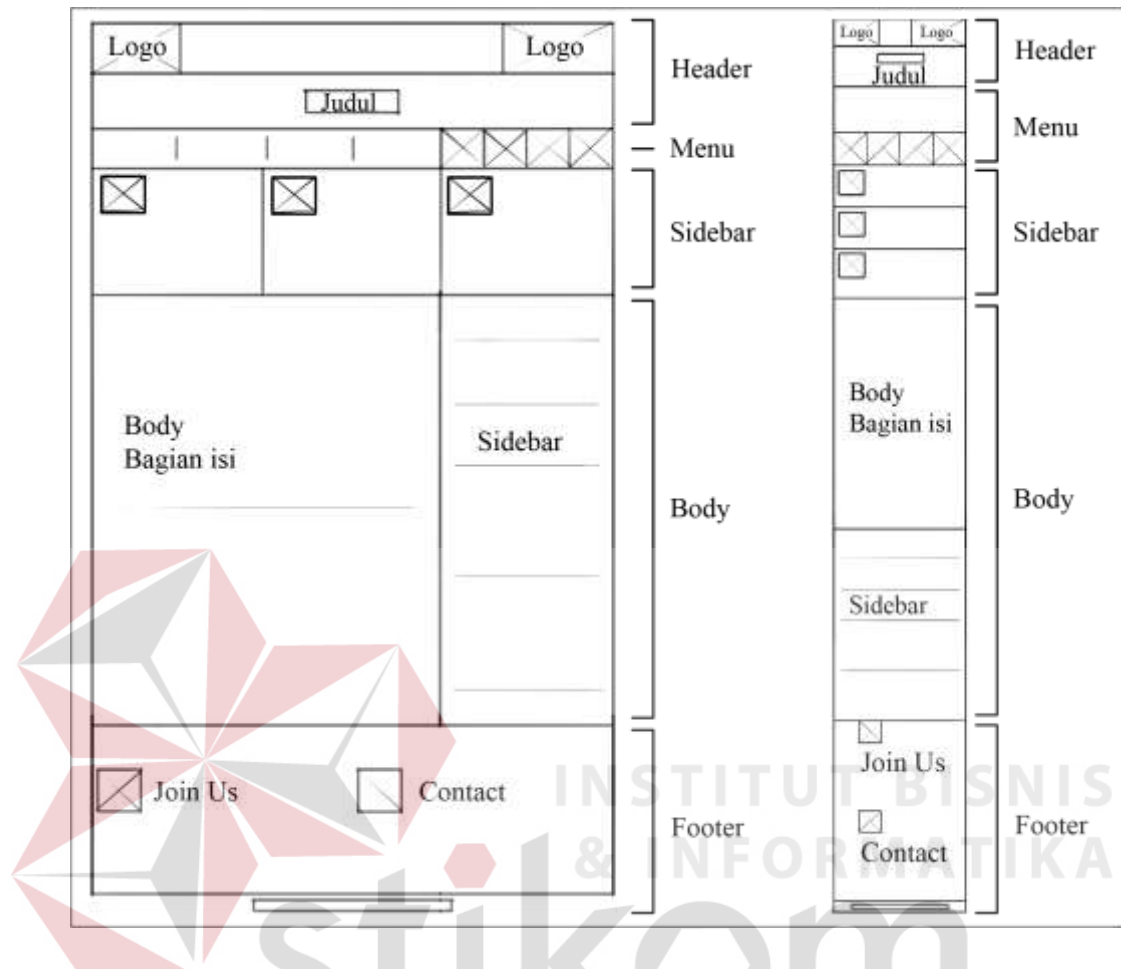 Logo
Logo
Header
Judul
Menu
Sidebar
Body
Bagian isi
Sidebar
Body
Join Us
Contact
Footer
Logo
Logo
Header
Judul
Menu
Sidebar
Body
Bagian isi
Body
Sidebar
Join Us
Contact
Footer
INSTITUT BISNIS
& INFORMATIKA
stikom